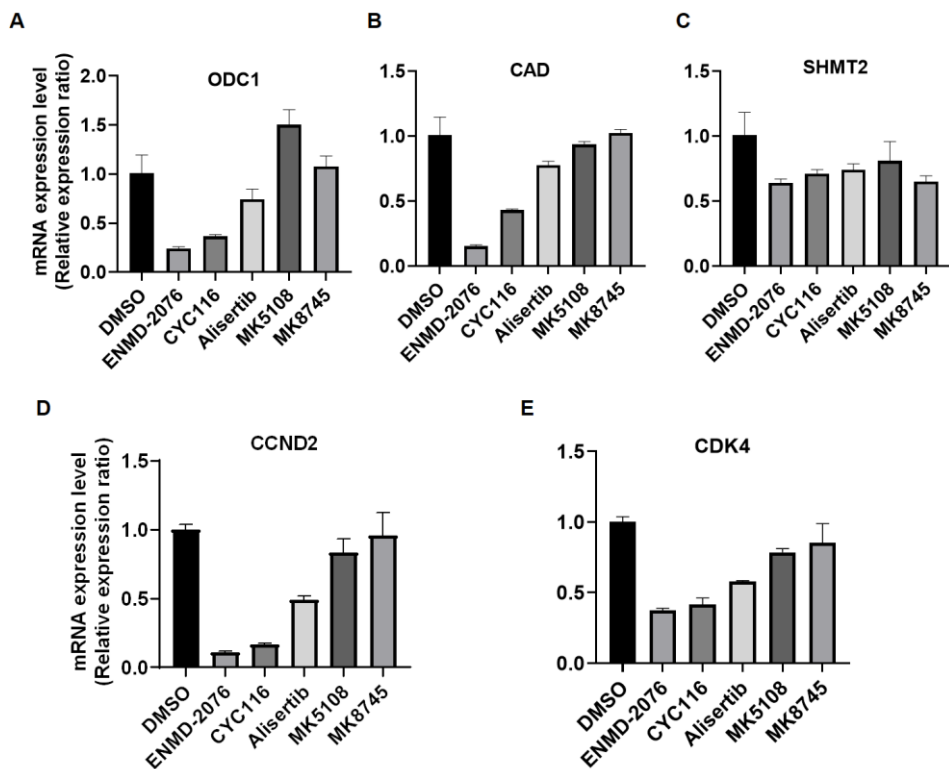 A
B
C
ODC1
CAD
SHMT2
mRNA expression level
(Relative expression ratio)
2.0
1.5
1.0
0.5
0.0
DMSO
ENMD-2076
CYC116
Alisertib
MK5108
MK8745
1.5
1.0
0.5
0.0
DMSO
ENMD-2076
CYC116
Alisertib
MK5108
MK8745
1.5
1.0
0.5
0.0
DMSO
ENMD-2076
CYC116
Alisertib
MK5108
MK8745
D
E
CCND2
CDK4
mRNA expression level
(Relative expression ratio)
1.5
1.0
0.5
0.0
DMSO
ENMD-2076
CYC116
Alisertib
MK5108
MK8745
1.5
1.0
0.5
0.0
DMSO
ENMD-2076
CYC116
Alisertib
MK5108
MK8745